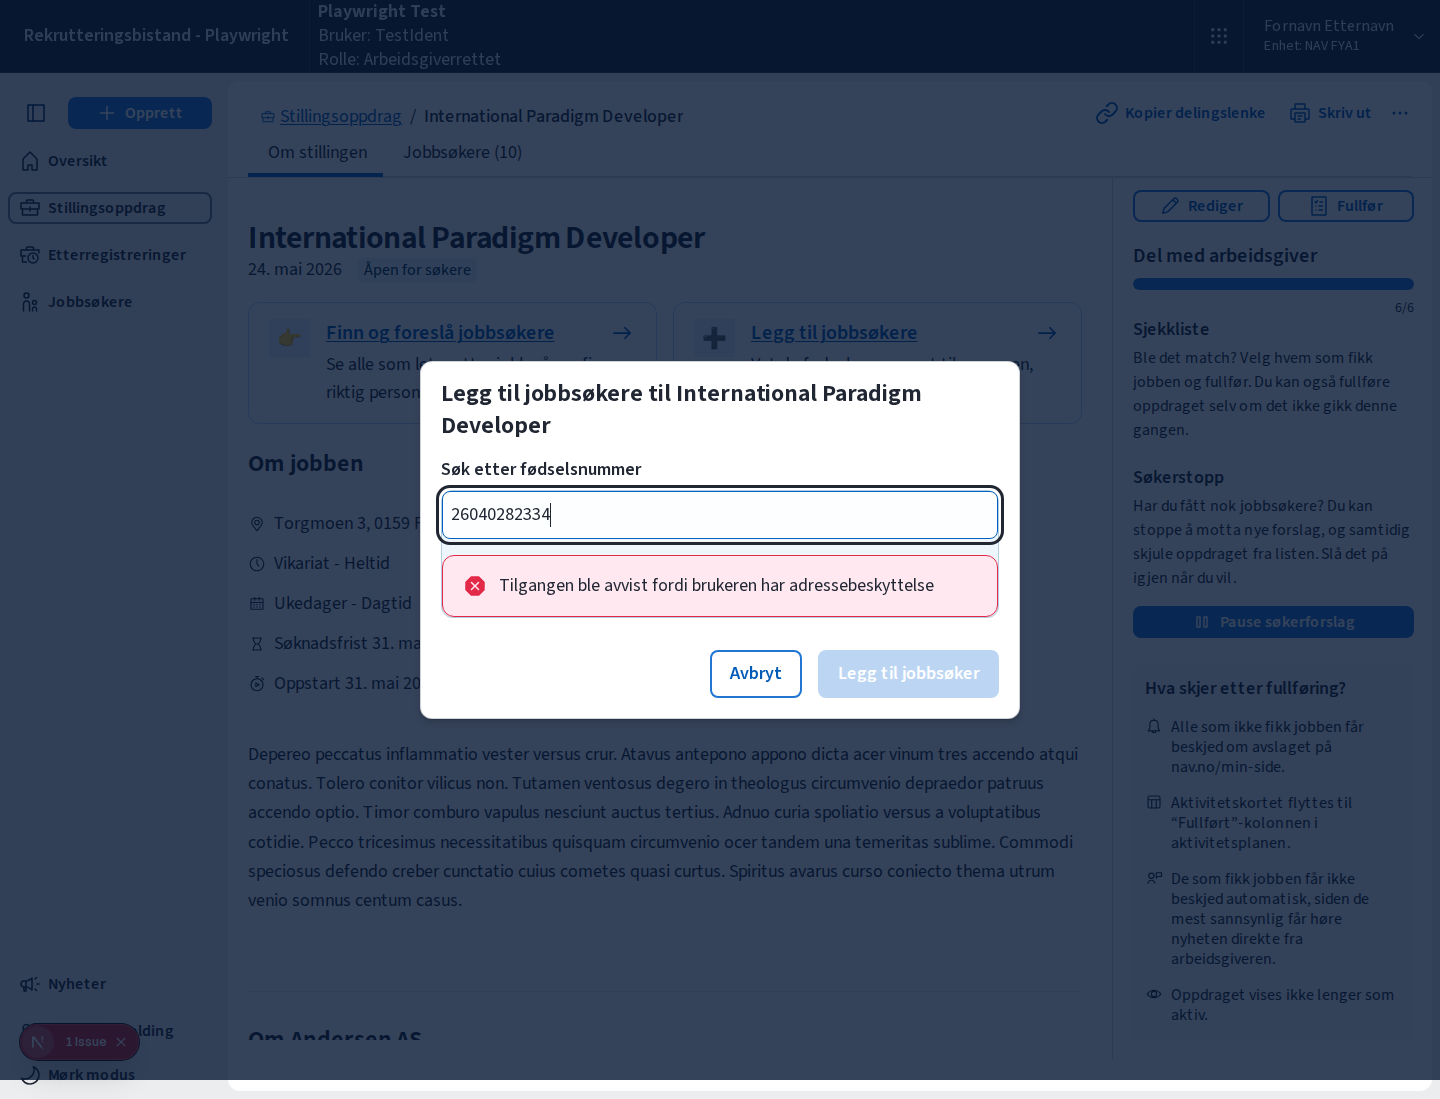 Rekrutteringsbistand - Playwright
Playwright Test
Bruker: TestIdent
Rolle: Arbeidsgiverrettet
Fornavn Etternavn
Enhet: NAV FYA1
Opprett
Oversikt
Stillingsoppdrag
Etterregistreringer
Jobbsøkere
Stillingsoppdrag / International Paradigm Developer
Kopier delingslenke
Skriv ut
Om stillingen
Jobbsøkere (10)
International Paradigm Developer
24. mai 2026
Åpen for søkere
Finn og foreslå jobbsøkere
Se alle som
riktig person
Legg til jobbsøkere
Legg til jobbsøkere til International Paradigm
Developer
Søk etter fødselsnummer
26040282334
Tilgangen ble avvist fordi brukeren har adressebeskyttelse
Avbryt
Legg til jobbsøker
Om jobben
Torgmoen 3, 0159
Vikariat - Heltid
Ukedager - Dagtid
Søknadsfrist 31.
Oppstart 31. mai
Depereo peccatus inflammatio vester versus crur. Atavus antepono appono dicta acer vinum tres accendo atqui
conatus. Tolero conitor vilicus non. Tutamen ventosus degero in theologus circumvenio depraedor patruus
accendo optio. Timor comburo vapulus nesciunt auctus tertius. Adnuo curia spoliatio versus a voluptatibus
cotidie. Pecco tricesimus necessitatibus quisquam circumvenio ocer tandem una temeritas sublime. Commodi
speciosus defendo creber cunctatio cuius cometes quasi curtus. Spiritus avarus curso coniecto thema utrum
venio somnus centum casus.
Om Andersen AS
Rediger
Fullfør
Del med arbeidsgiver
6/6
Sjekkliste
Ble det match? Velg hvem som fikk
jobben og fullfør. Du kan også fullføre
oppdraget selv om det ikke gikk denne
gangen.
Søkerstopp
Har du fått nok jobbsøkere? Du kan
stoppe å motta nye forslag, og samtidig
skjule oppdraget fra listen. Slå det på
igjen når du vil.
Pause søkerforslag
Hva skjer etter fullføring?
Alle som ikke fikk jobben får
beskjed om avslaget på
nav.no/min-side.
Aktivitetskortet flyttes til
“Fullført”-kolonnen i
aktivitetsplanen.
De som fikk jobben får ikke
beskjed automatisk, siden de
mest sannsynlig får høre
nyheten direkte fra
arbeidsgiveren.
Oppdraget vises ikke lenger som
aktiv.
Nyheter
1 Issue
Mørk modus